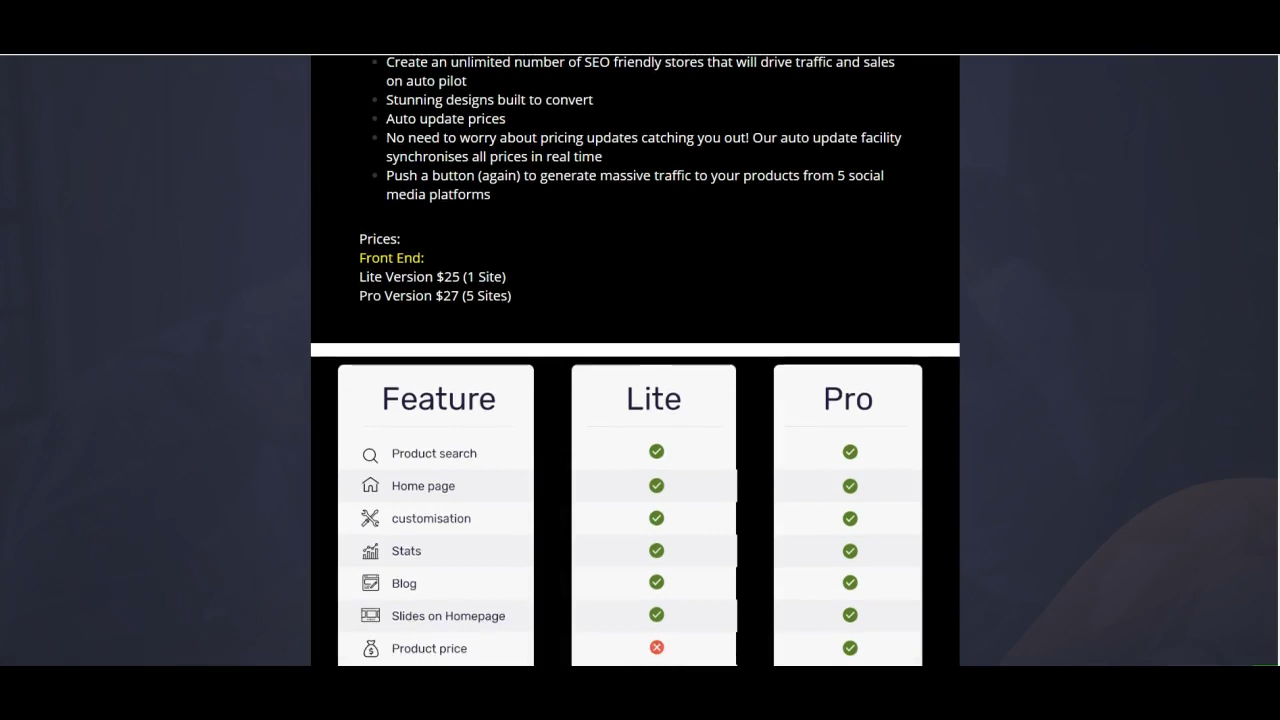 Create an unlimited number of SEO friendly stores that will drive traffic and sales
on auto pilot
Stunning designs built to convert
Auto update prices
No need to worry about pricing updates catching you out! Our auto update facility
synchronises all prices in real time
Push a button (again) to generate massive traffic to your products from 5 social
media platforms
Prices:
Front End:
Lite Version $25 (1 Site)
Pro Version $27 (5 Sites)
Feature Lite Pro
Product search
Home page
customisation
Stats
Blog
Slides on Homepage
Product price